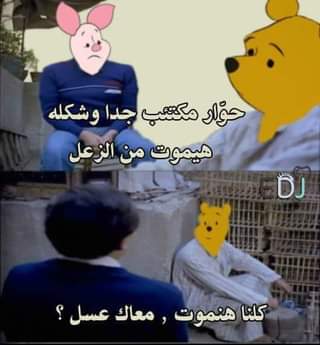 حوّار مكتئب جدا وشكله
هيموت من الزعل
DJ
كلنا هنموت , معاك عسل ؟